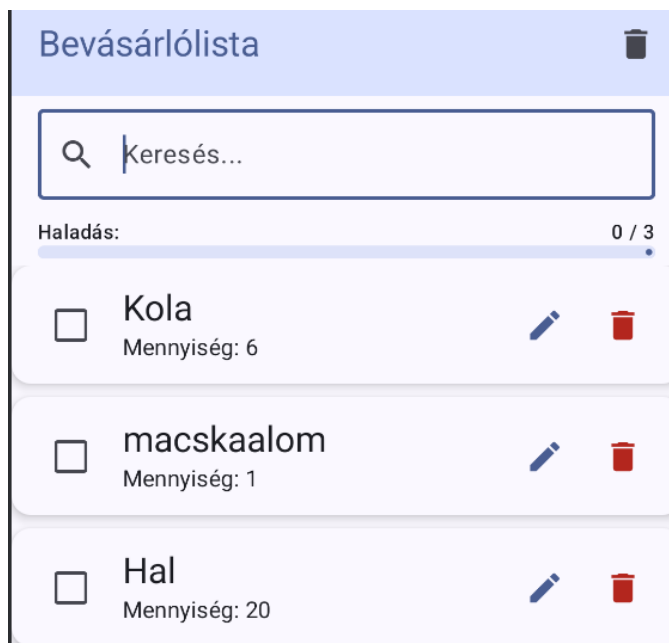 Bevásárlólista
Keresés...
Haladás: 0 / 3
Kola
Mennyiség: 6
macskaalom
Mennyiség: 1
Hal
Mennyiség: 20